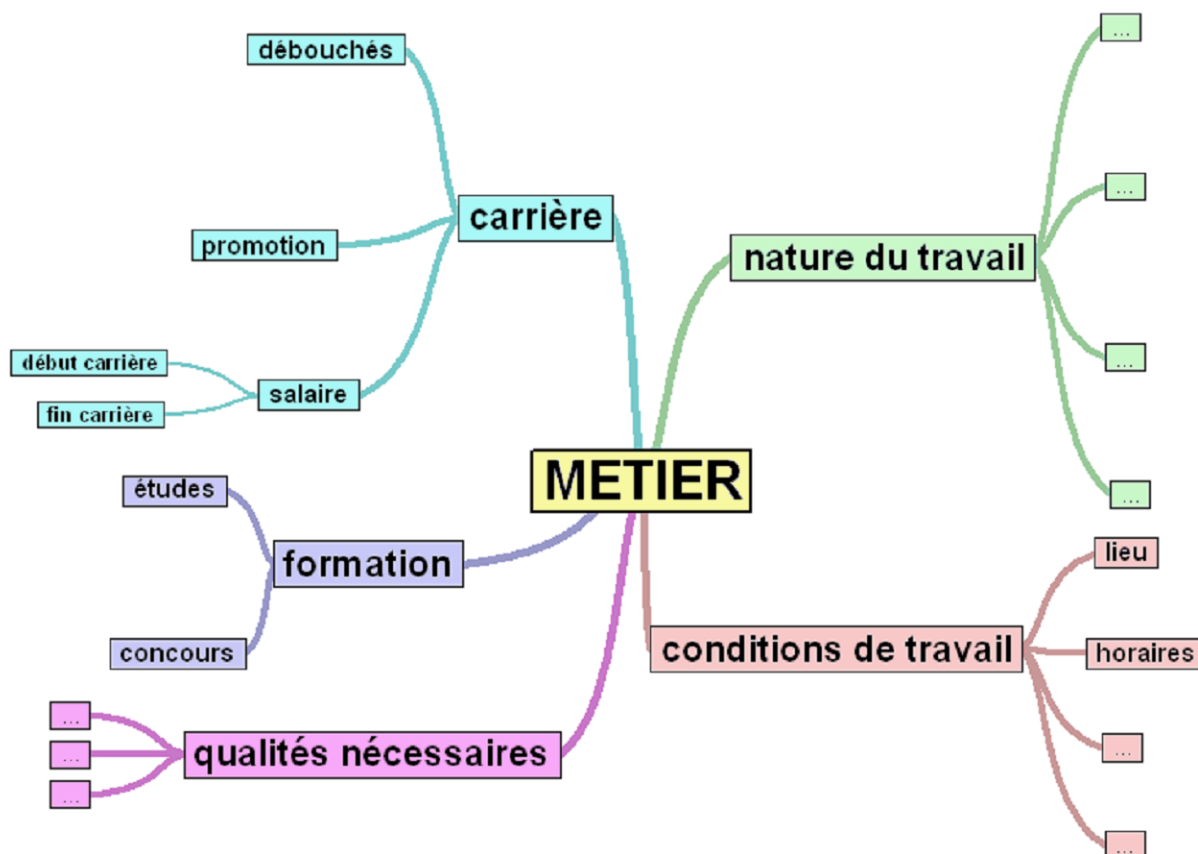 débouchés
promotion
carrière
début carrière
fin carrière
salaire
études
concours
formation
...
...
...
qualités nécessaires
METIER
nature du travail
...
...
...
...
conditions de travail
lieu
horaires
...
...